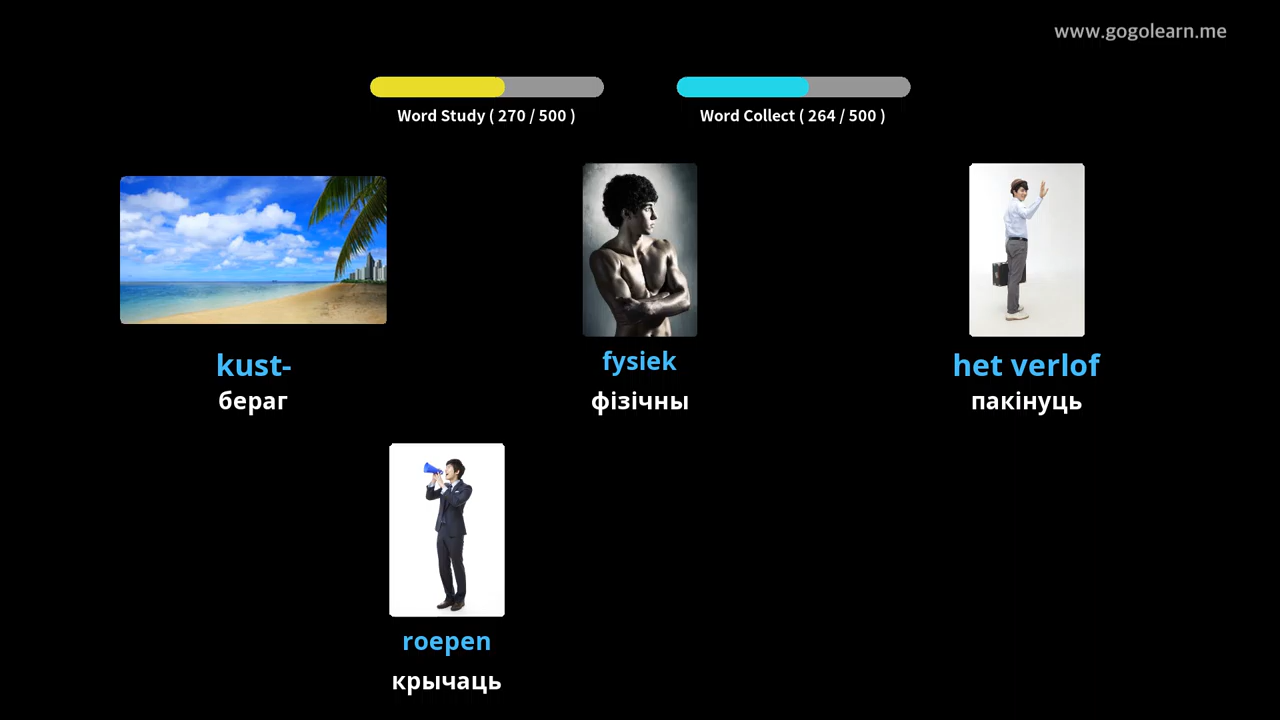 www.gogolearn.me
Word Study ( 270 / 500 )
Word Collect ( 264 / 500 )
kust-
бераг
fysiek
фізічны
het verlof
пакінуць
roepen
крычаць